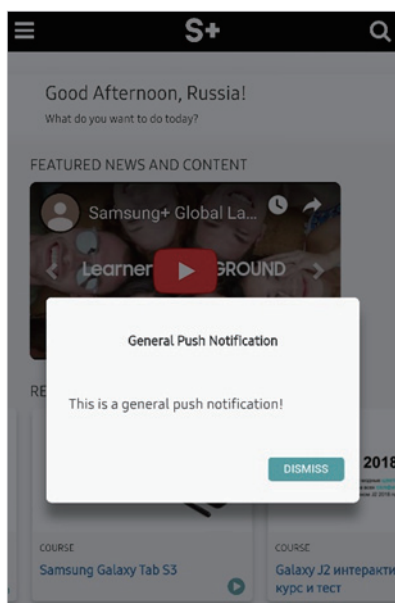 S+
Good Afternoon, Russia!
What do you want to do today?
FEATURED NEWS AND CONTENT
Samsung+ Global La...
Learner GROUND
General Push Notification
RE
This is a general push notification!
DISMISS
2018
COURSE
Samsung Galaxy Tab S3
COURSE
Galaxy J2 интеракти
курс и тест